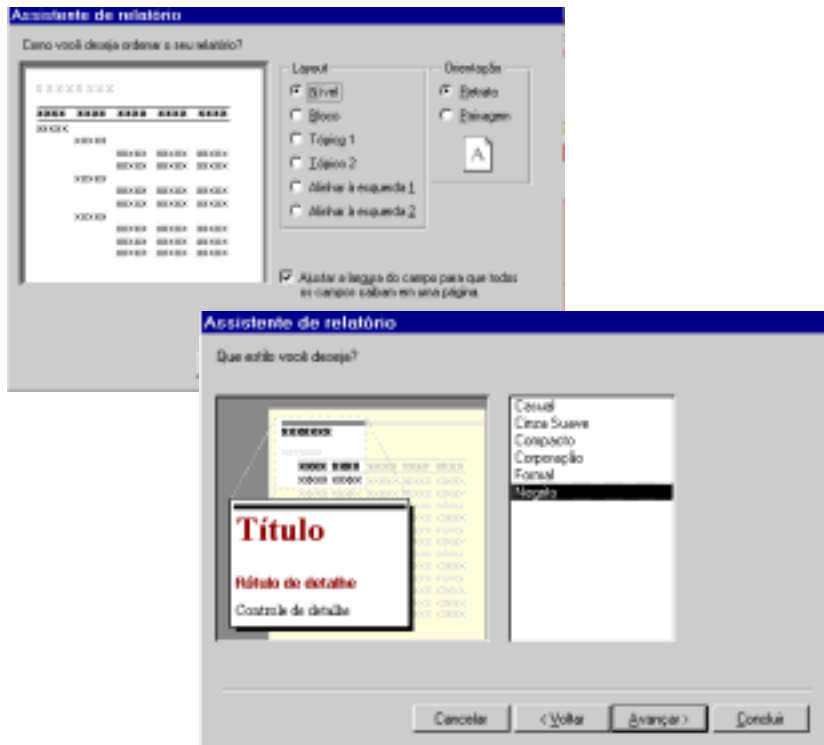 Assistente de relatório
Como você deseja ordenar o seu relatório?
Layout
Nível
Bloco
Tópico 1
Tópico 2
Alinhar à esquerda 1
Alinhar à esquerda 2
Orientação
Retrato
Paisagem
A
Ajustar a largura do campo para que todos
os campos caibam em uma página.
Assistente de relatório
Que estilo você deseja?
Título
Rótulo de detalhe
Controle de detalhe
Casual
Cinza Suave
Compacto
Corporação
Formal
Negrito
Cancelar
< Voltar
Avançar >
Concluir